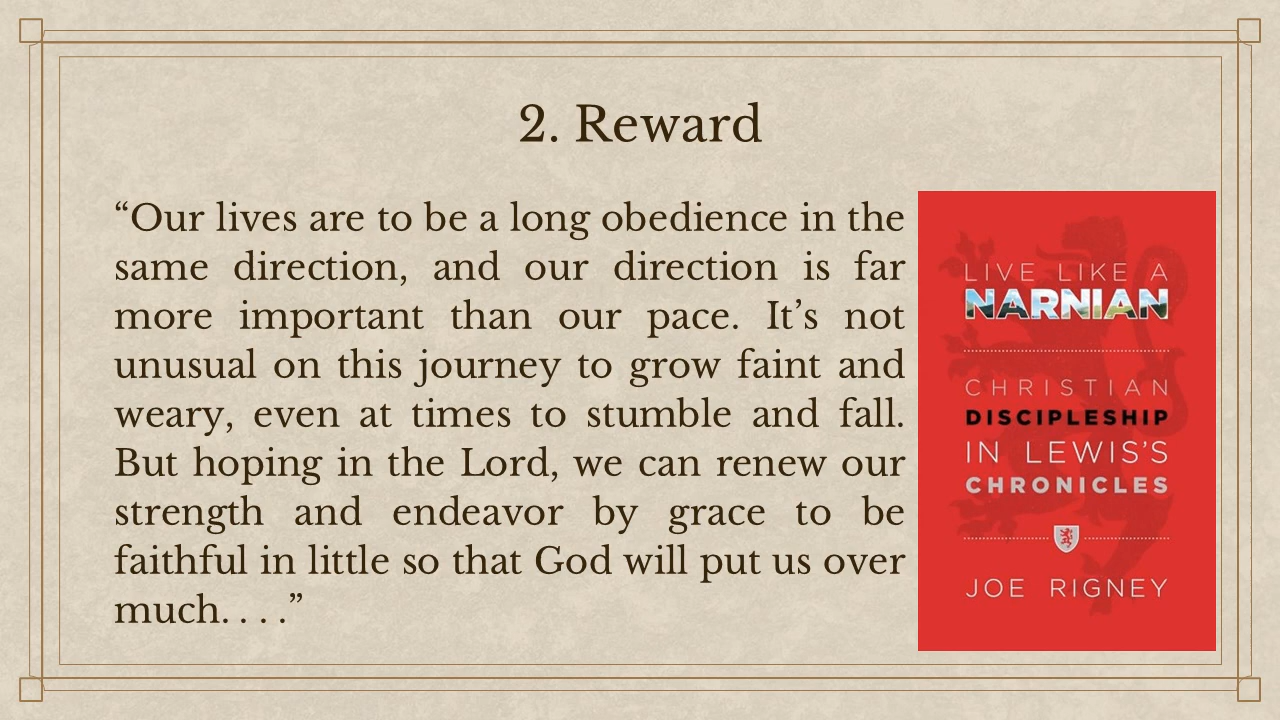 2. Reward
“Our lives are to be a long obedience in the
same direction, and our direction is far
more important than our pace. It’s not
unusual on this journey to grow faint and
weary, even at times to stumble and fall.
But hoping in the Lord, we can renew our
strength and endeavor by grace to be
faithful in little so that God will put us over
much. . . .”
LIVE LIKE A
NARNIAN
CHRISTIAN
DISCIPLESHIP
IN LEWIS’S
CHRONICLES
JOE RIGNEY